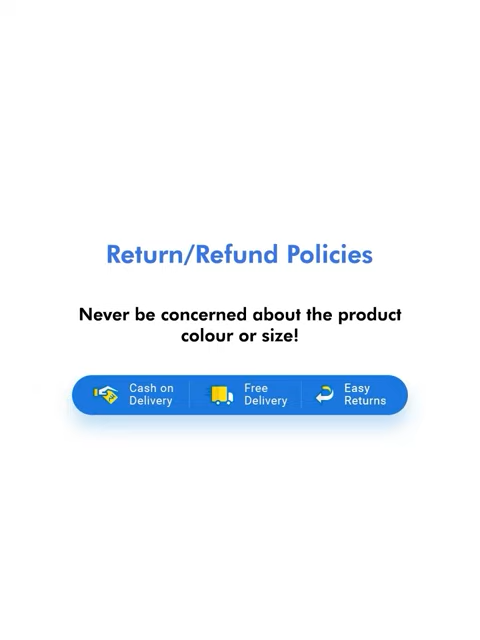 Return/Refund Policies
Never be concerned about the product
colour or size!
Cash on
Delivery
Free
Delivery
Easy
Returns